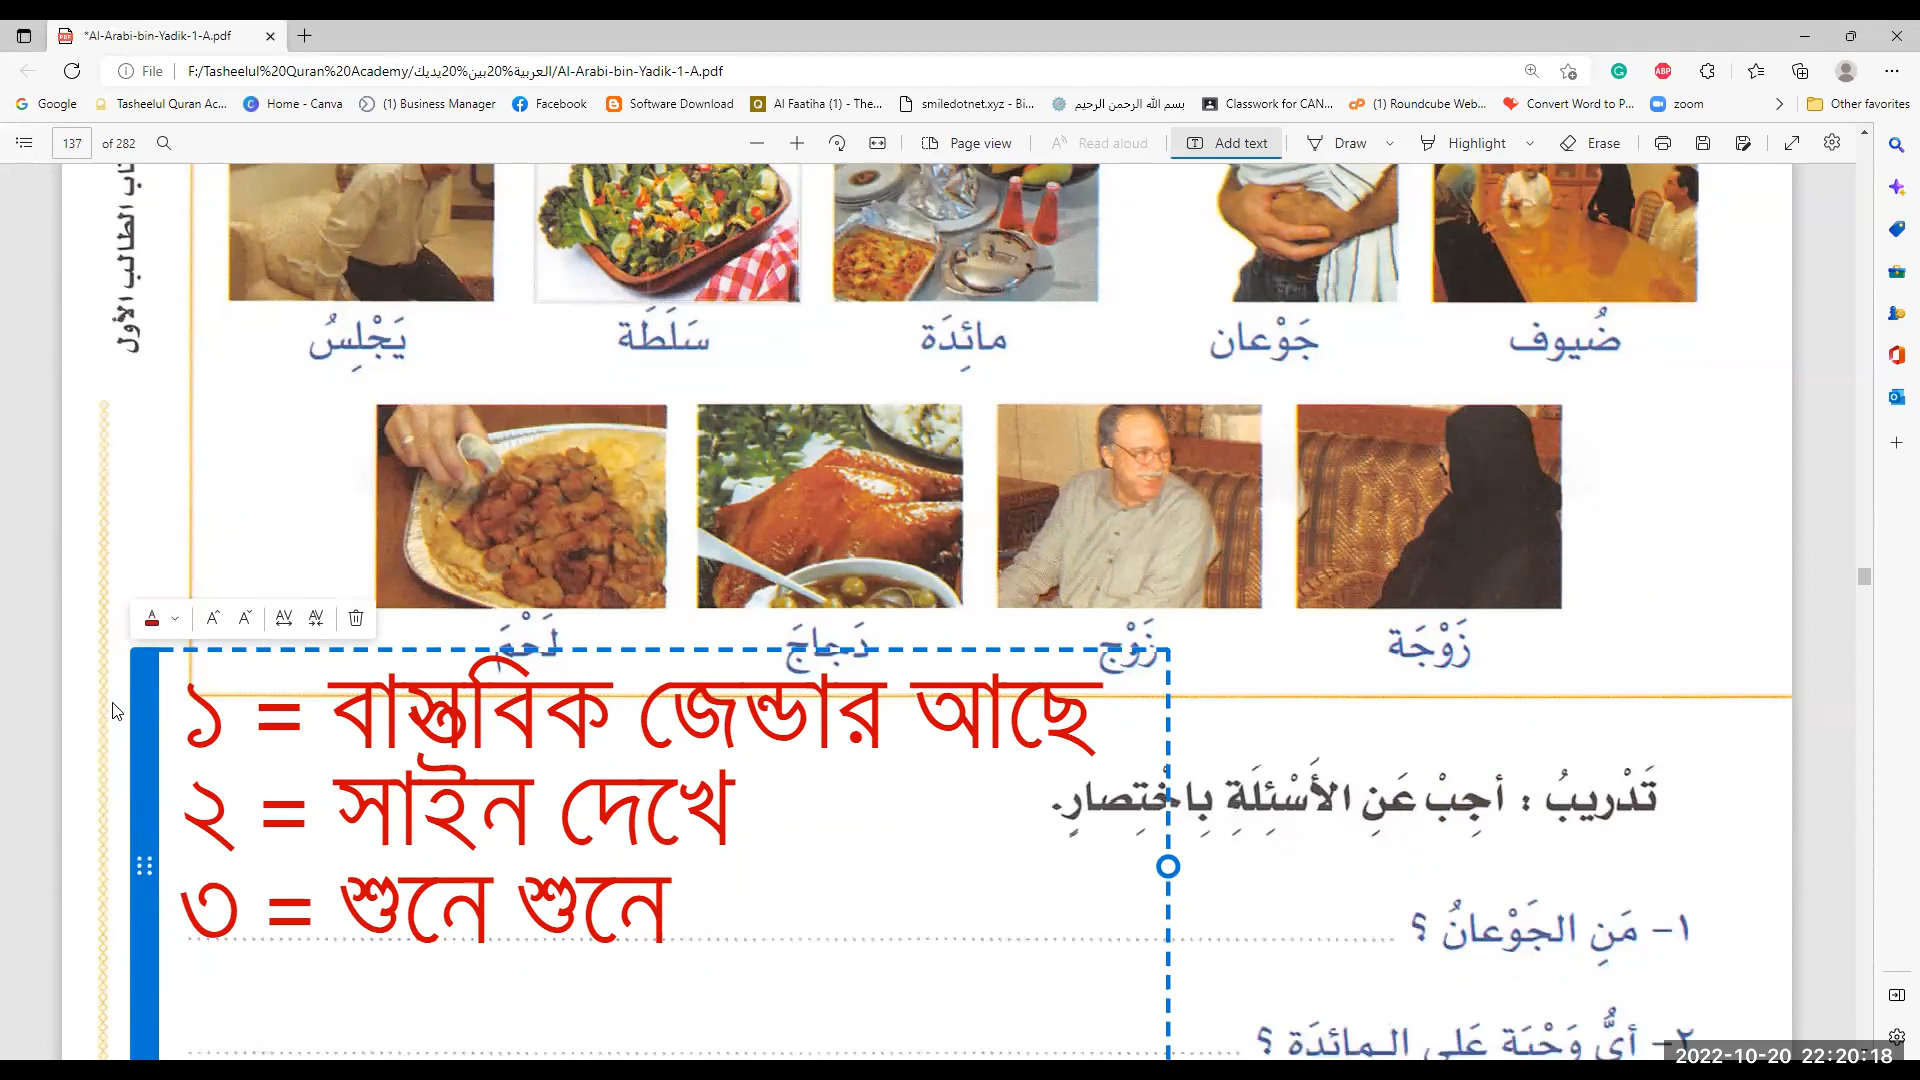 *Al-Arabi-bin-Yadik-1-A.pdf
File F:/Tasheelul%20Quran%20Academy/العربية%20بين%20يديك/Al-Arabi-bin-Yadik-1-A.pdf
Google Tasheelul Quran Ac... Home - Canva (1) Business Manager Facebook Software Download Al Faatiha (1) - The... smiledotnet.xyz - Bi... بسم الله الرحمن الرحيم Classwork for CAN... (1) Roundcube Web... Convert Word to P... zoom Other favorites
137 of 282 Page view Read aloud Add text Draw Highlight Erase
الطالب الأول
ضُيوف جَوْعان مائِدَة سَلَطَة يَجْلِسُ
زَوْجَة زَوْج دَجاجَ لَحْمَ
১ = বাস্তবিক জেন্ডার আছে
২ = সাইন দেখে
৩ = শুনে শুনে
تَدْريبُ : أجِبْ عَنِ الأَسْئِلَةِ بِاخْتِصارٍ.
١- مَنِ الجَوْعانُ ؟
٢- أيُّ وَجْبَة عَلى المائدَة ؟
2022-10-20 22:20:18